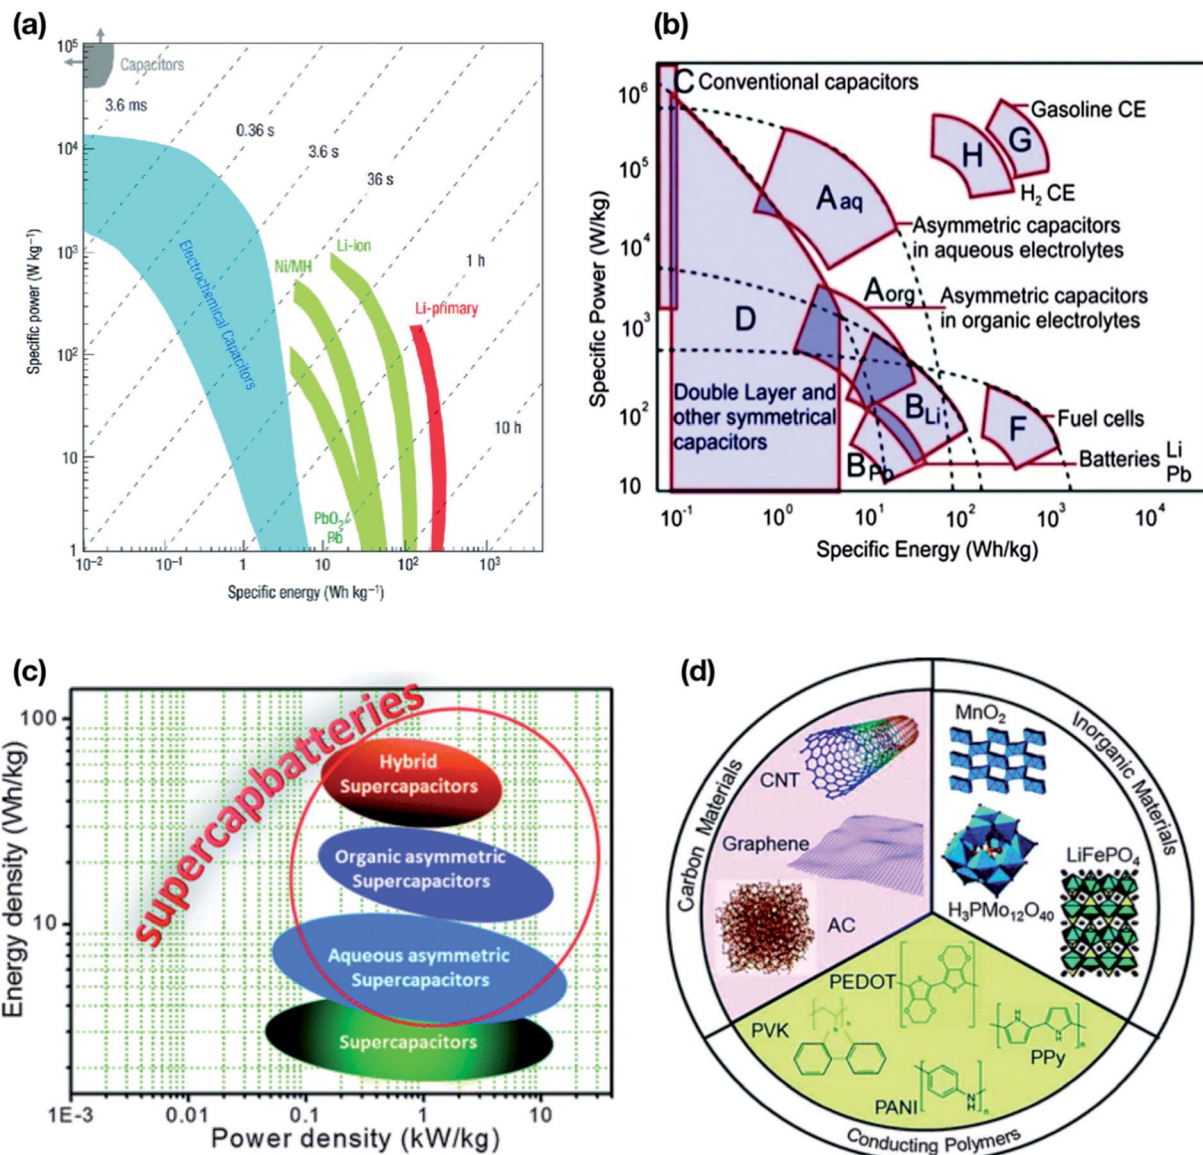 (a)
10⁵
Capacitors
3.6 ms
0.36 s
10⁴
3.6 s
36 s
Specific power (W kg⁻¹)
10³
Electrochemical Capacitors
Ni/MH
Li-ion
1 h
Li-primary
10²
10 h
10
PbO₂/
Pb
1
10⁻² 10⁻¹ 1 10 10² 10³
Specific energy (Wh kg⁻¹)
(b)
10⁶
C Conventional capacitors
Gasoline CE
G
H
10⁵
H₂ CE
A aq
Asymmetric capacitors
in aqueous electrolytes
10⁴
Specific Power (W/kg)
A org
Asymmetric capacitors
in organic electrolytes
D
10³
Double Layer and
other symmetrical
capacitors
B Li
F
Fuel cells
10²
B Pb
Batteries Li
Pb
10
10⁻¹ 10⁰ 10¹ 10² 10³ 10⁴
Specific Energy (Wh/kg)
(c)
supercapbatteries
100
Hybrid
Supercapacitors
Organic asymmetric
Supercapacitors
Energy density (Wh/kg)
10
Aqueous asymmetric
Supercapacitors
Supercapacitors
1E-3 0.01 0.1 1 10
Power density (kW/kg)
(d)
Carbon Materials
CNT
Graphene
AC
Inorganic Materials
MnO₂
LiFePO₄
H₃PMo₁₂O₄₀
PEDOT
S
S
O
O
O
O
n
PVK
N
n
H
N
N
H
n
PPy
PANI
N
H
n
Conducting Polymers